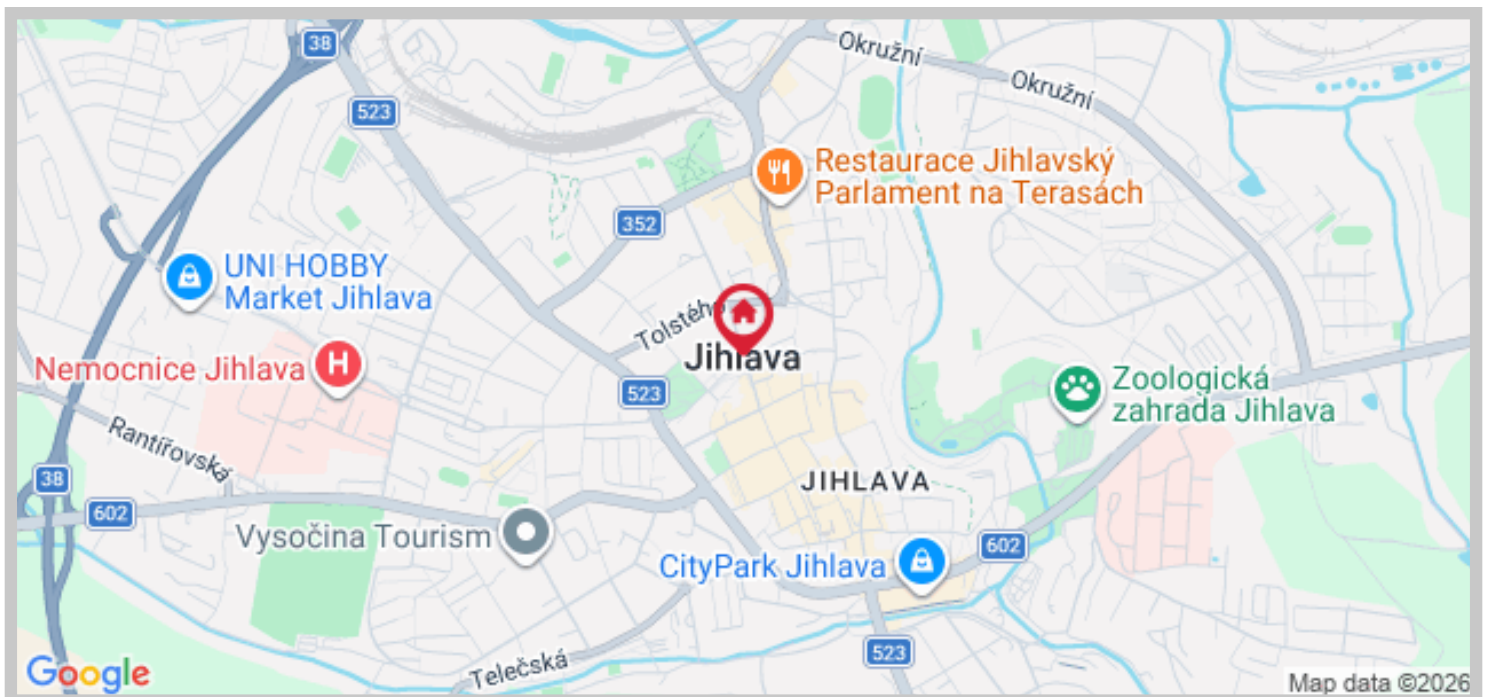 38
Okružní
Okružní
523
Restaurace Jihlavský
Parlament na Terasách
352
UNI HOBBY
Market Jihlava
Tolstého
Jihlava
Nemocnice Jihlava
H
523
Zoologická
zahrada Jihlava
Rantířovská
38
JIHLAVA
602
Vysočina Tourism
602
CityPark Jihlava
523
Telečská
Google
Map data ©2026